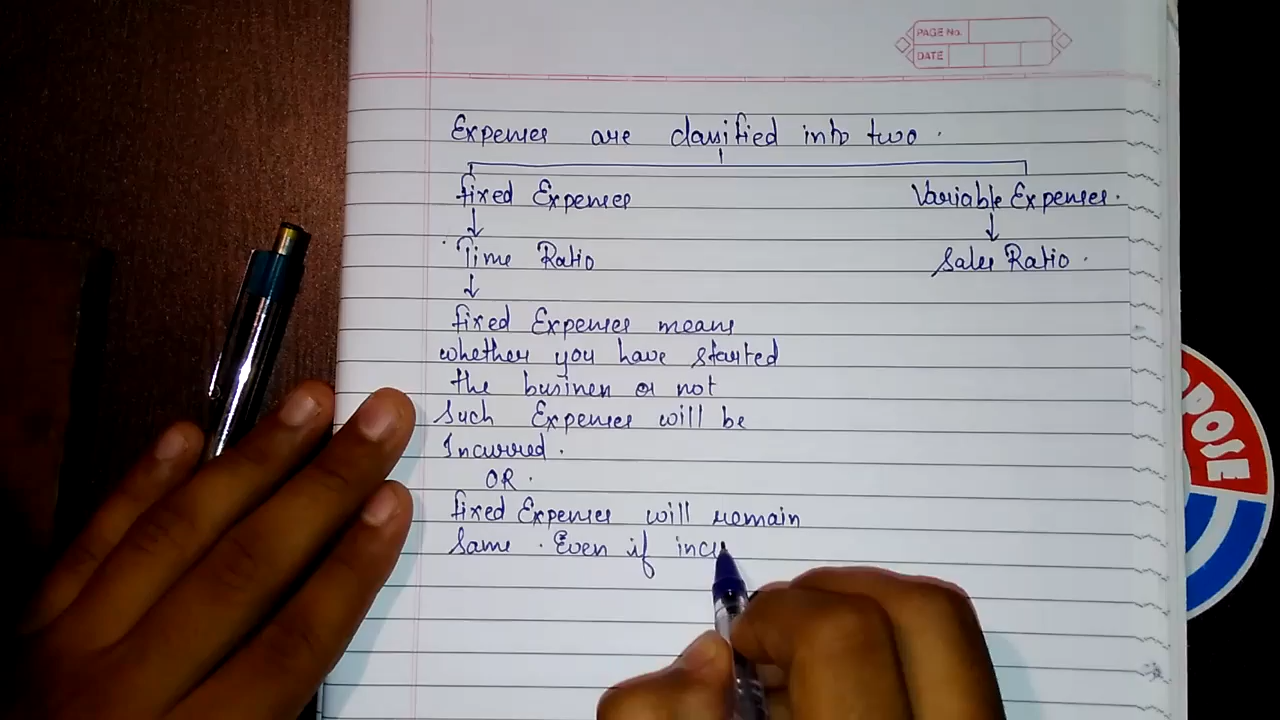 PAGE No.
DATE
Expenses are classified into two.
fixed Expenses Variable Expenses.
Time Ratio Sales Ratio.
fixed Expenses means
whether you have started
the business or not
Such Expenses will be
Incurred.
OR.
fixed Expenses will remain
Same. Even if inc
POSE